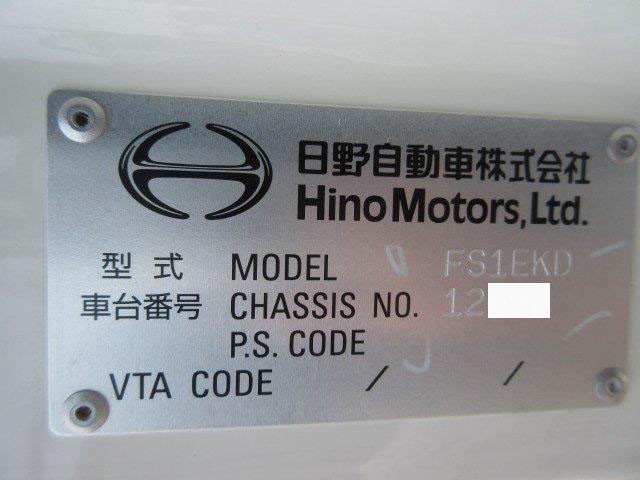 日野自動車株式会社
Hino Motors, Ltd.
型式 MODEL FS1EKD
車台番号 CHASSIS NO. 12
P.S. CODE
VTA CODE / /